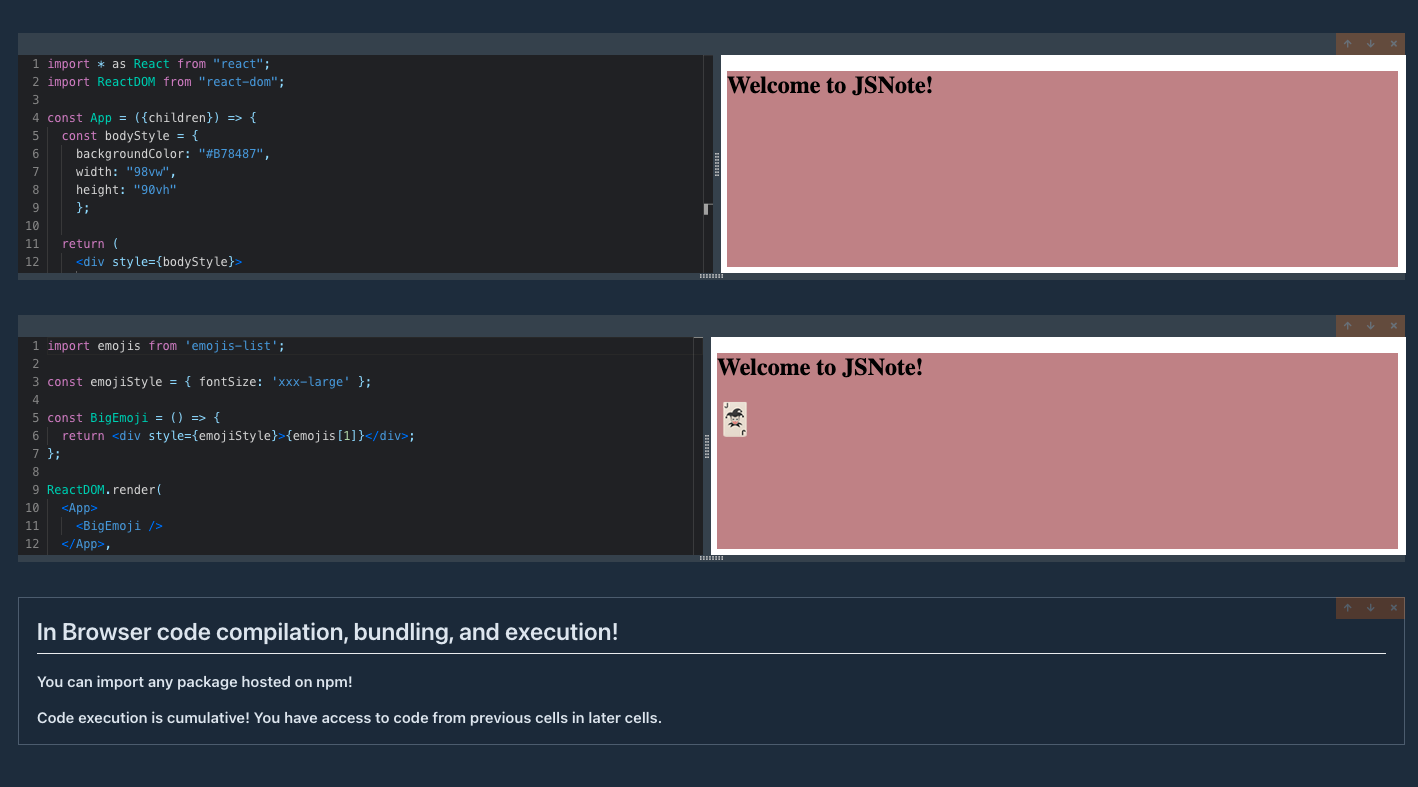 1 import * as React from "react";
2 import ReactDOM from "react-dom";
3
4 const App = ({children}) => {
5 const bodyStyle = {
6 backgroundColor: "#B78487",
7 width: "98vw",
8 height: "90vh"
9 };
10
11 return (
12 <div style={bodyStyle}>
Welcome to JSNote!
1 import emojis from 'emojis-list';
2
3 const emojiStyle = { fontSize: 'xxx-large' };
4
5 const BigEmoji = () => {
6 return <div style={emojiStyle}>{emojis[1]}</div>;
7 };
8
9 ReactDOM.render(
10 <App>
11 <BigEmoji />
12 </App>,
Welcome to JSNote!
In Browser code compilation, bundling, and execution!
You can import any package hosted on npm!
Code execution is cumulative! You have access to code from previous cells in later cells.